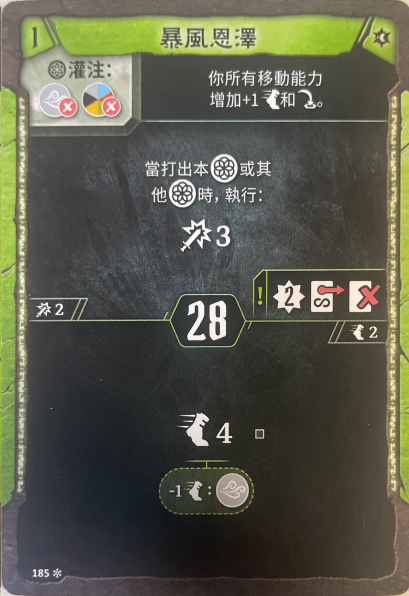 1
暴風恩澤
灌注:
你所有移動能力
增加+1 和 。
當打出本 或其
他 時,執行:
3
2
28
! 2 S
2
4
-1 :
185